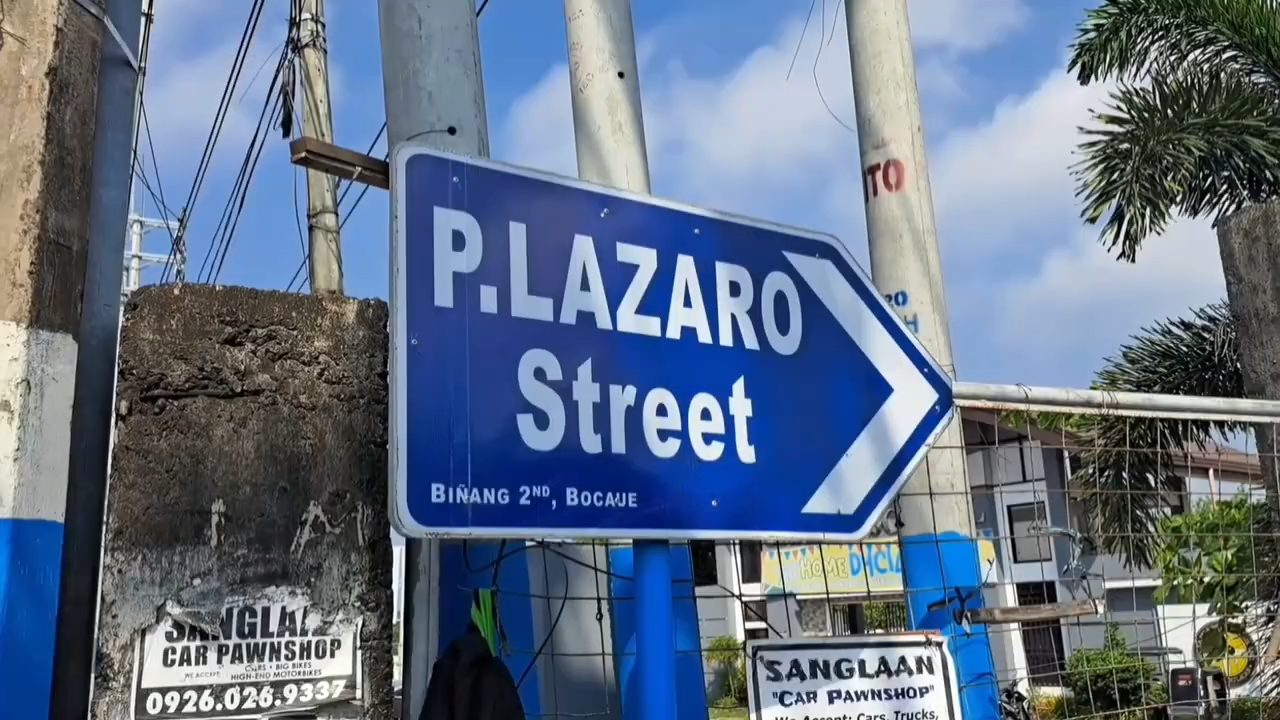 TO
P.LAZARO
Street
BIÑANG 2ND, BOCAUE
HOME
SANGLAAN
CAR PAWNSHOP
WE ACCEPT: CARS • BIG BIKES
HIGH-END MOTORBIKES
0926.026.9337
SANGLAAN
"CAR PAWNSHOP"
We Accept: Cars, Trucks,